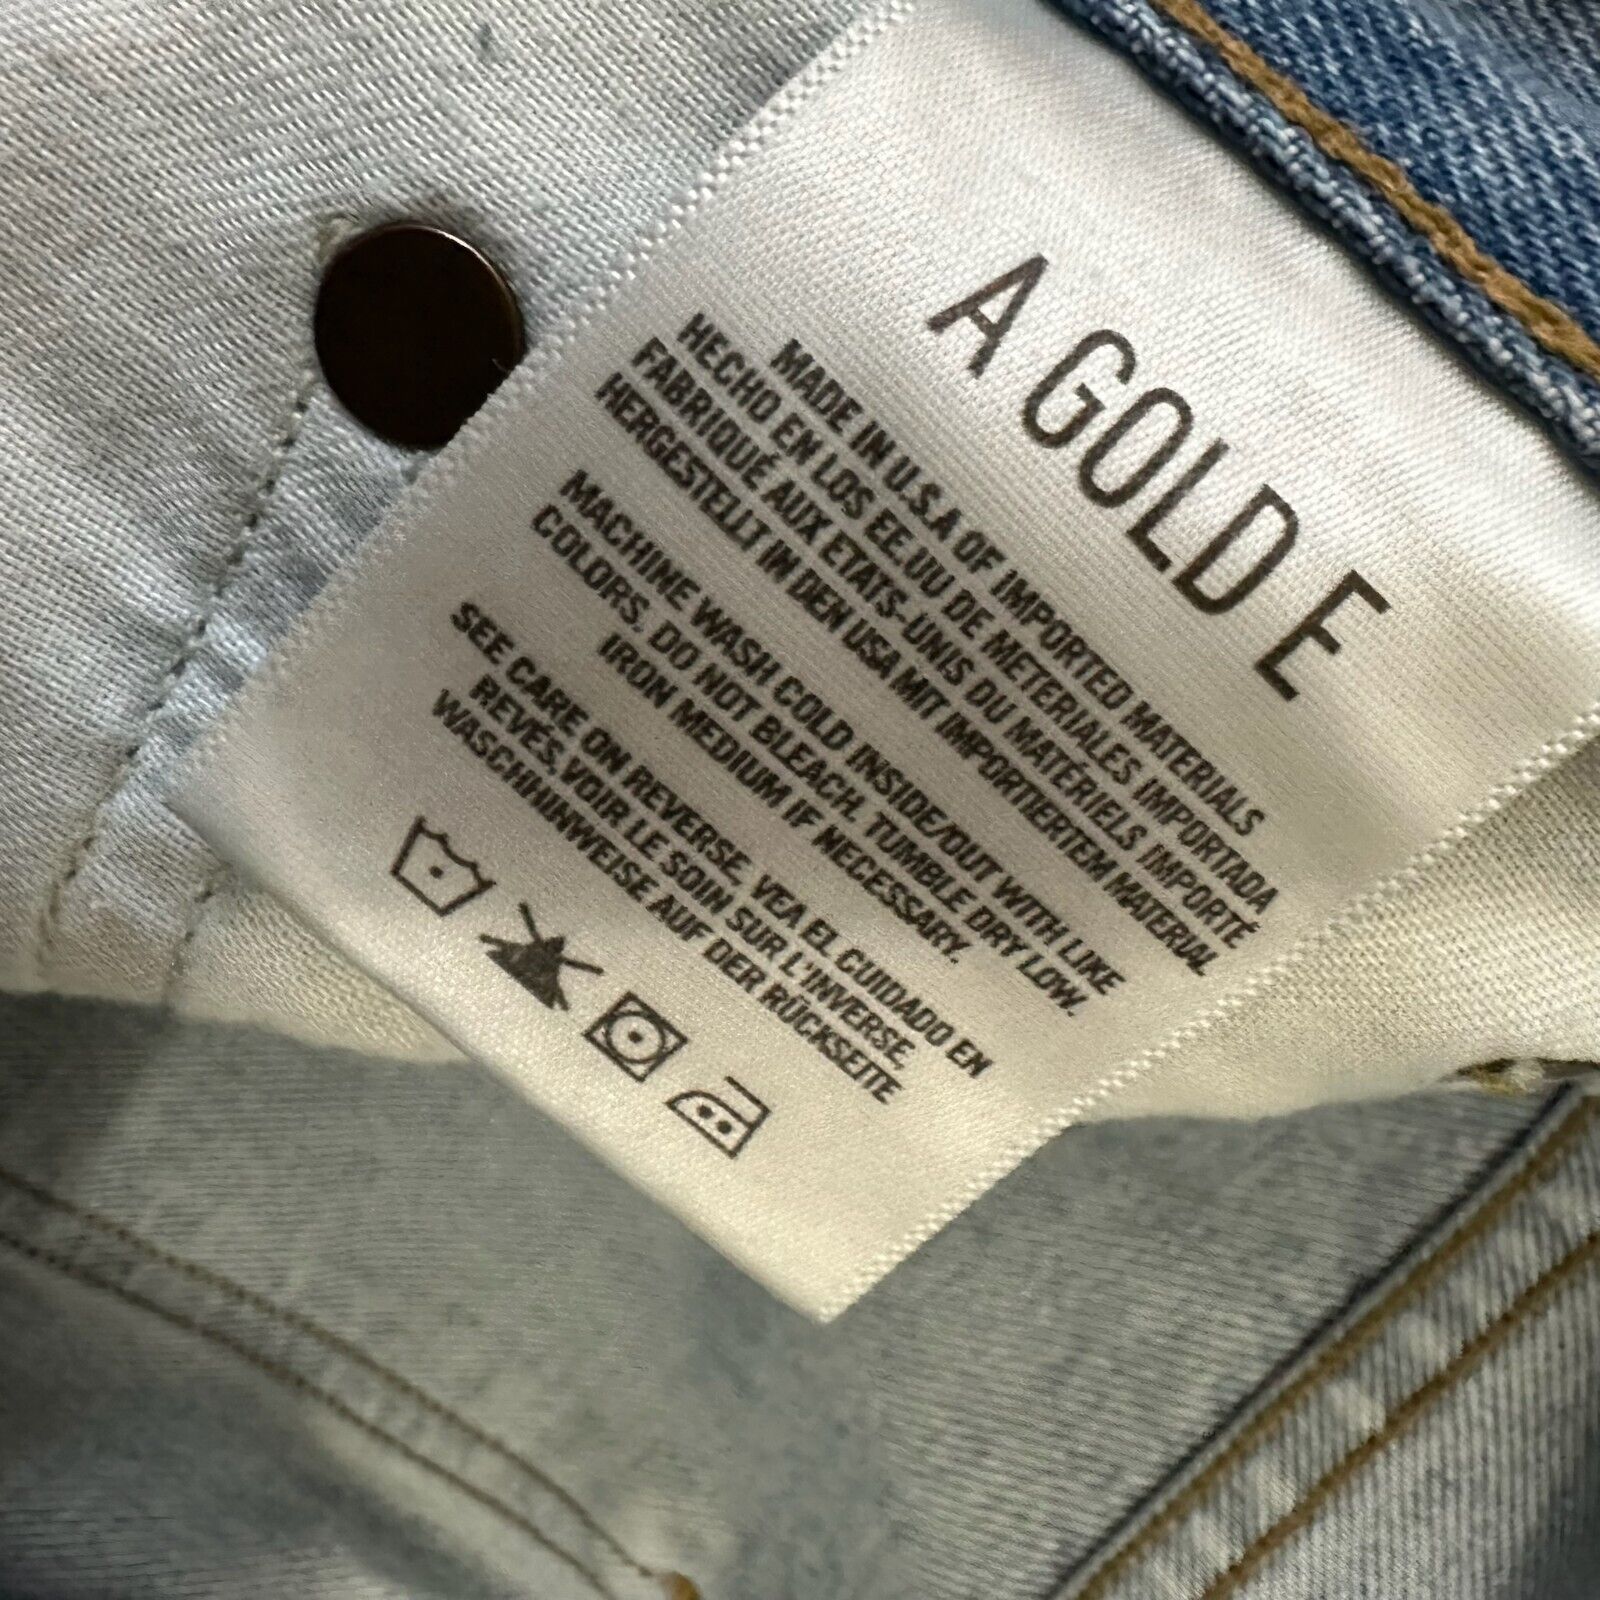 A GOLD E
MADE IN U.S.A OF IMPORTED MATERIALS
HECHO EN LOS EE.UU DE METERIALES IMPORTADA
FABRIQUÉ AUX ETATS-UNIS DU MATÉRIELS IMPORTÉ
HERGESTELLT IN DEN USA MIT IMPORTIERTEM MATERIAL
MACHINE WASH COLD INSIDE/OUT WITH LIKE
COLORS, DO NOT BLEACH, TUMBLE DRY LOW.
IRON MEDIUM IF NECESSARY.
SEE CARE ON REVERSE, VEA EL CUIDADO EN
REVÉS, VOIR LE SOIN SUR L'INVERSE,
WASCHHINWEISE AUF DER RÜCKSEITE